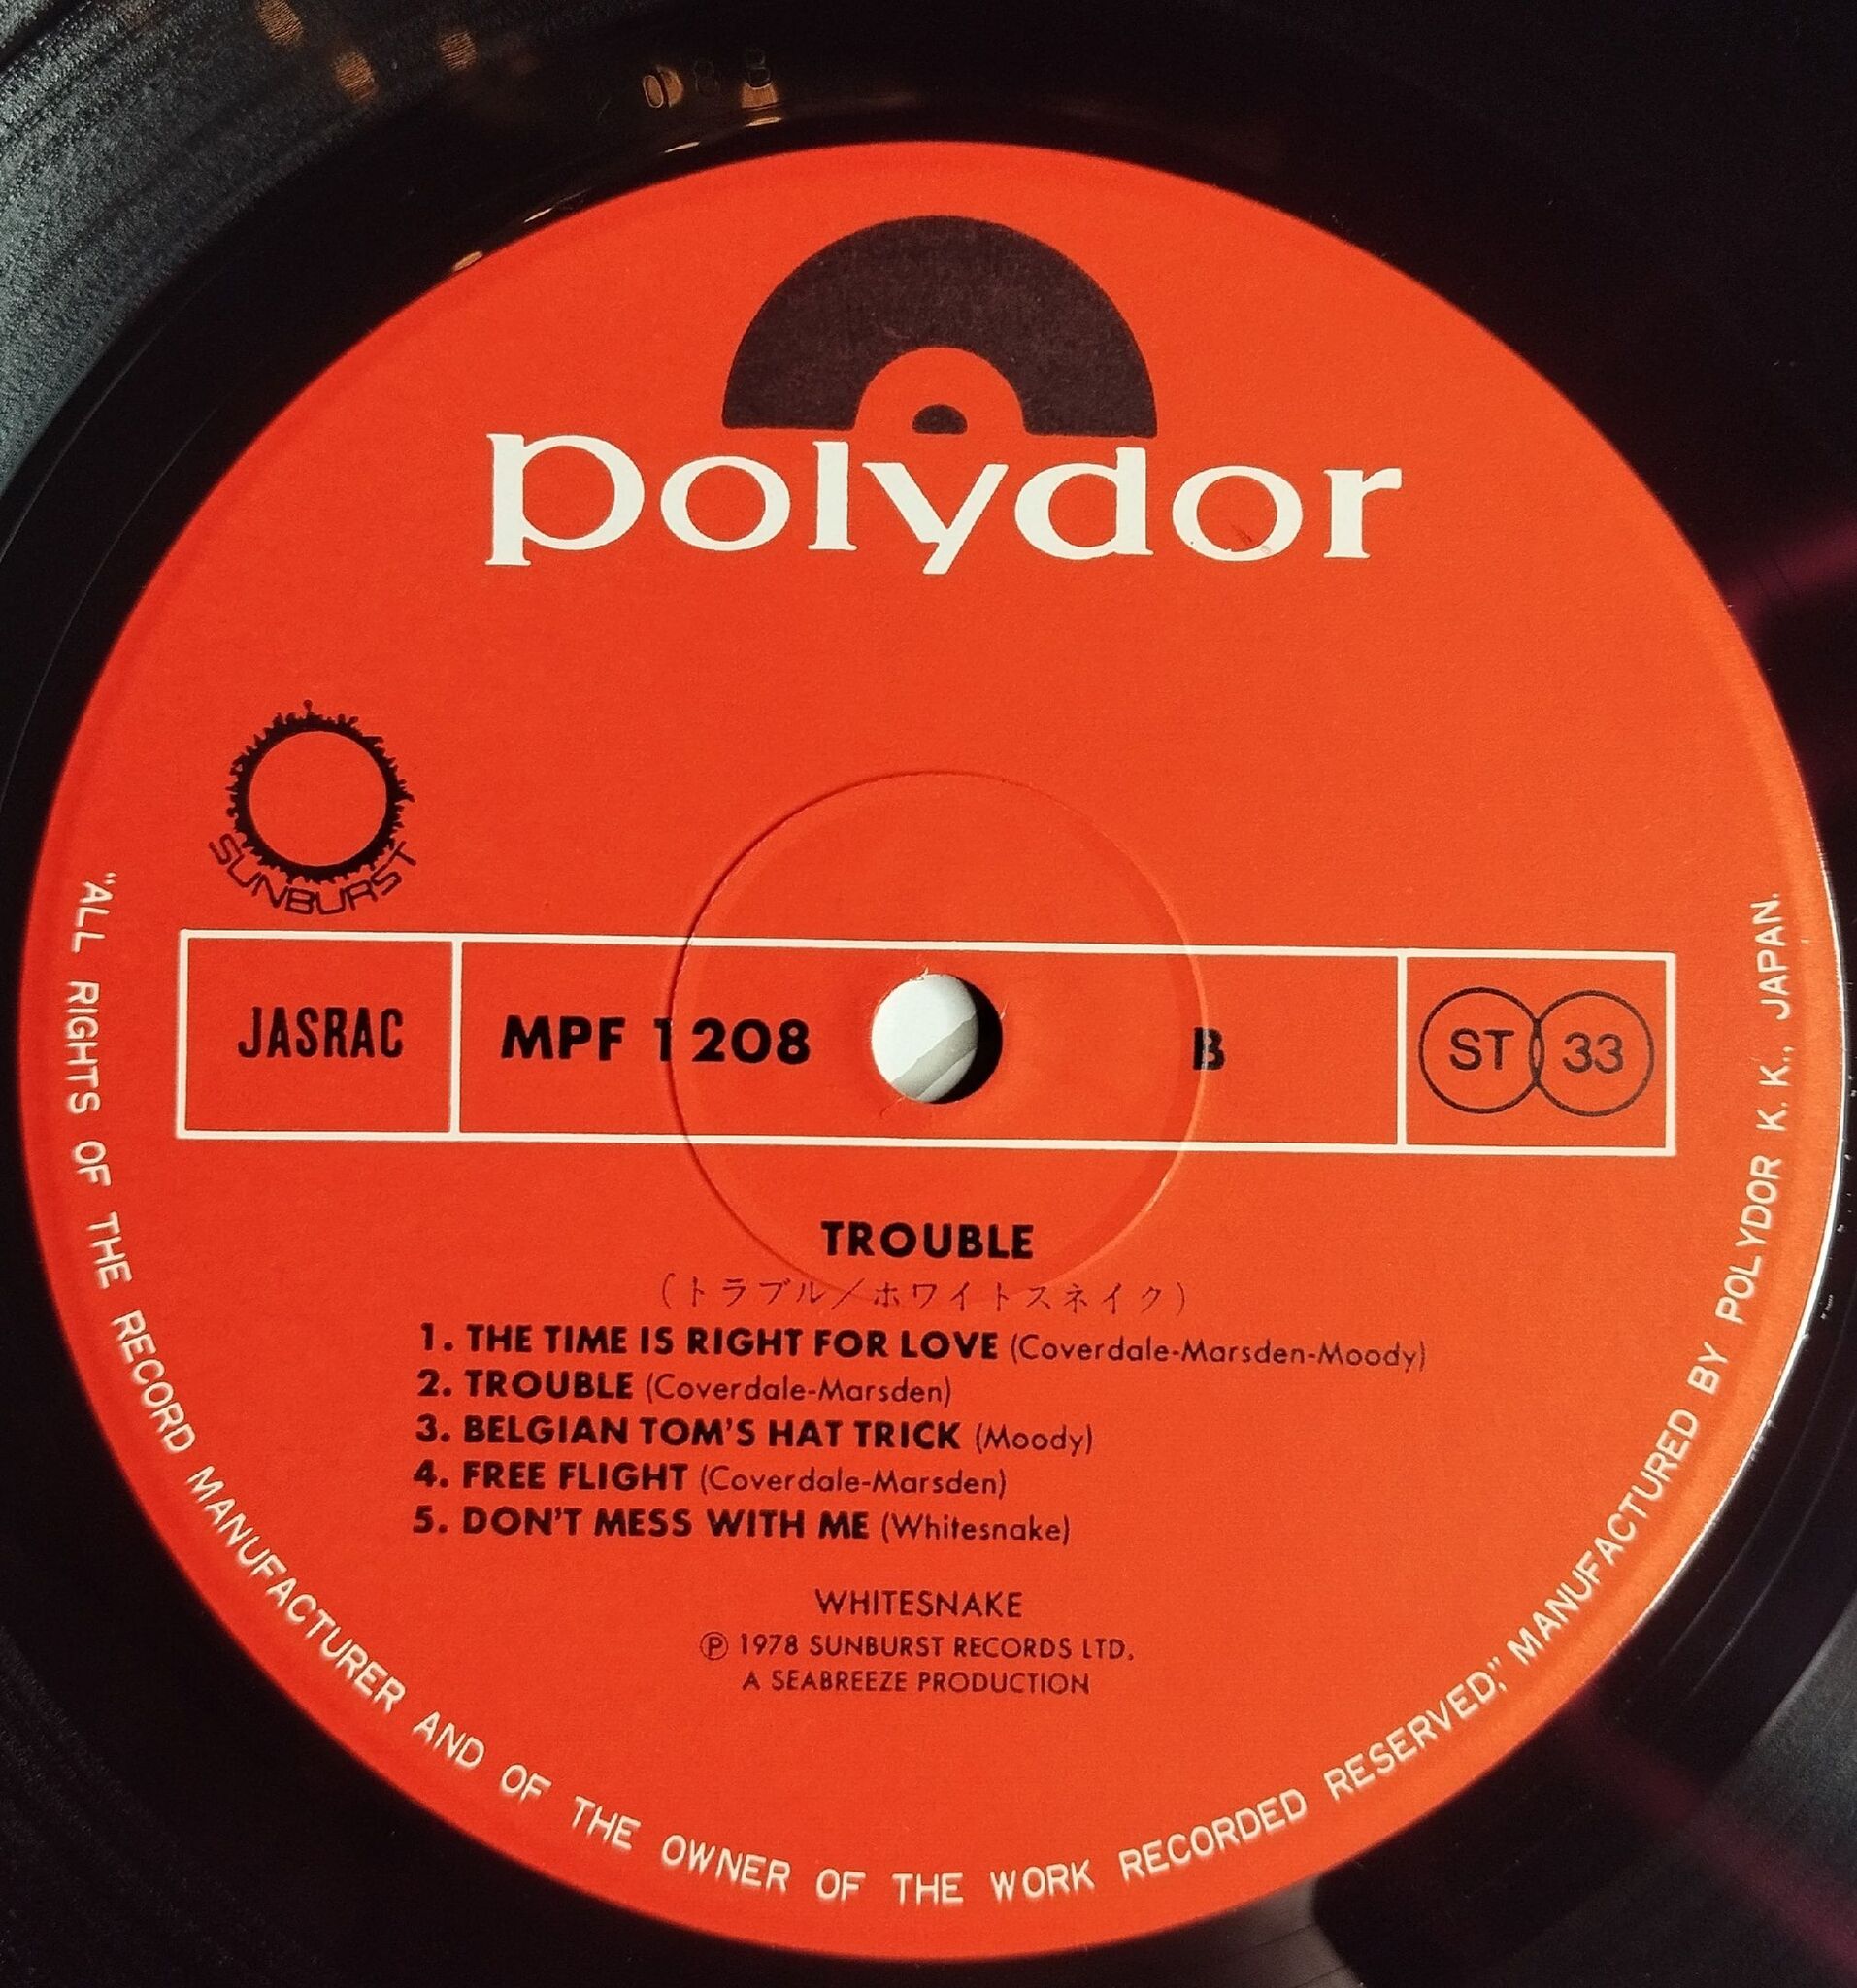 polydor
SUNBURST
JASRAC
MPF 1208
B
ST 33
TROUBLE
(トラブル/ホワイトスネイク)
1. THE TIME IS RIGHT FOR LOVE (Coverdale-Marsden-Moody)
2. TROUBLE (Coverdale-Marsden)
3. BELGIAN TOM'S HAT TRICK (Moody)
4. FREE FLIGHT (Coverdale-Marsden)
5. DON'T MESS WITH ME (Whitesnake)
WHITESNAKE
Ⓟ 1978 SUNBURST RECORDS LTD.
A SEABREEZE PRODUCTION
"ALL RIGHTS OF THE RECORD MANUFACTURER AND OF THE OWNER OF THE WORK RECORDED RESERVED," MANUFACTURED BY POLYDOR K. K., JAPAN.